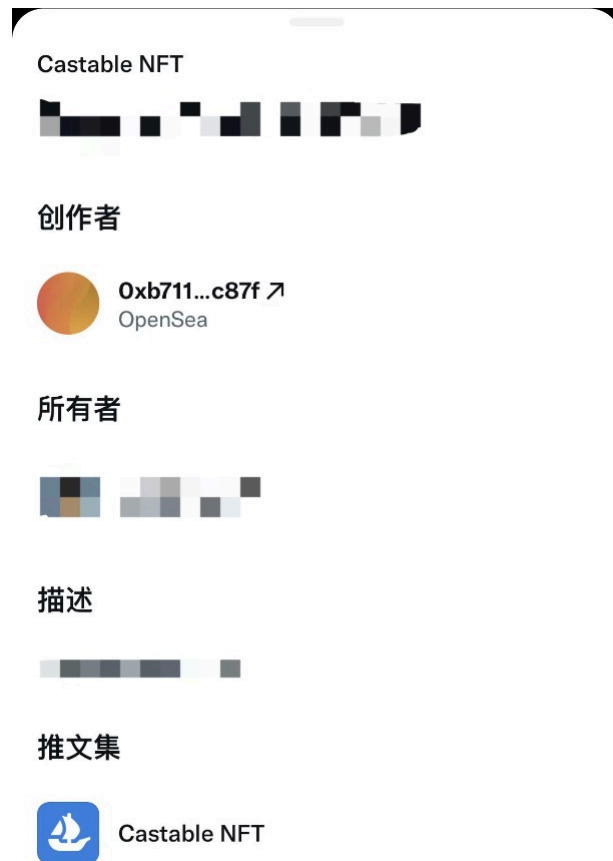 Castable NFT
创作者
0xb711...c87f ↗
OpenSea
所有者
描述
推文集
Castable NFT